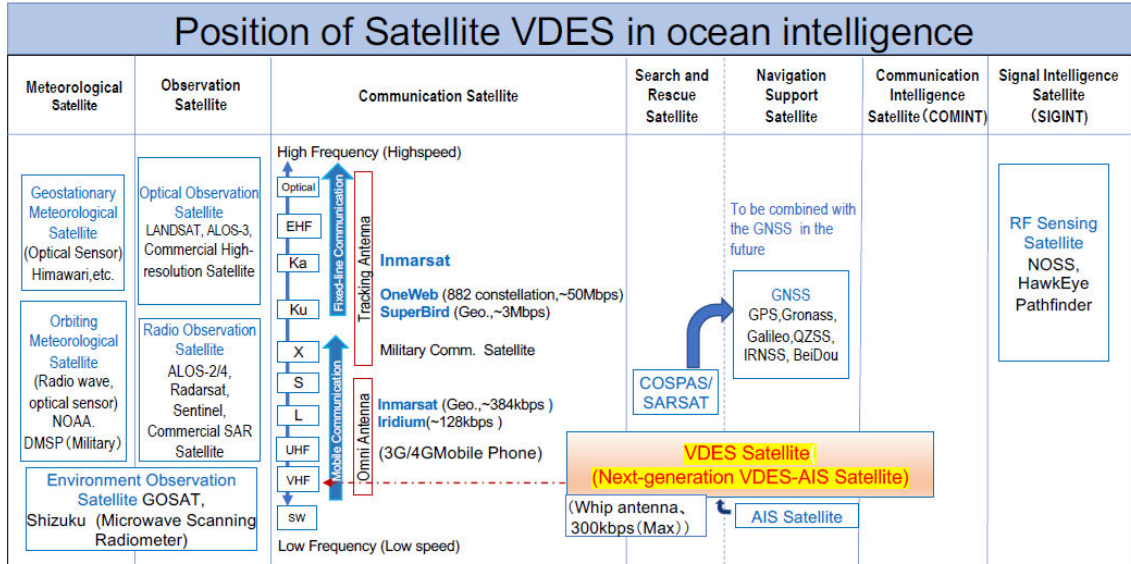 Position of Satellite VDES in ocean intelligence
Meteorological
Satellite
Observation
Satellite
Communication Satellite
Search and
Rescue
Satellite
Navigation
Support
Satellite
Communication
Intelligence
Satellite(COMINT)
Signal Intelligence
Satellite
(SIGINT)
Geostationary
Meteorological
Satellite
(Optical Sensor)
Himawari,etc.
Orbiting
Meteorological
Satellite
(Radio wave,
optical sensor)
NOAA.
DMSP(Military)
Optical Observation
Satellite
LANDSAT, ALOS-3,
Commercial High-
resolution Satellite
Radio Observation
Satellite
ALOS-2/4,
Radarsat,
Sentinel,
Commercial SAR
Satellite
Environment Observation
Satellite GOSAT,
Shizuku (Microwave Scanning
Radiometer)
High Frequency (Highspeed)
Optical
EHF
Ka
Ku
X
S
L
UHF
VHF
SW
Low Frequency (Low speed)
Fixed-line Communication
Mobile Communication
Tracking Antenna
Omni Antenna
Inmarsat
OneWeb (882 constellation,~50Mbps)
SuperBird (Geo.,~3Mbps)
Military Comm. Satellite
Inmarsat (Geo.,~384kbps )
Iridium(~128kbps )
(3G/4GMobile Phone)
COSPAS/
SARSAT
To be combined with
the GNSS in the
future
GNSS
GPS,Gronass,
Galileo,QZSS,
IRNSS, BeiDou
RF Sensing
Satellite
NOSS,
HawkEye
Pathfinder
VDES Satellite(
(Next-generation VDES-AIS Satellite)
(Whip antenna、
300kbps(Max))
AIS Satellite